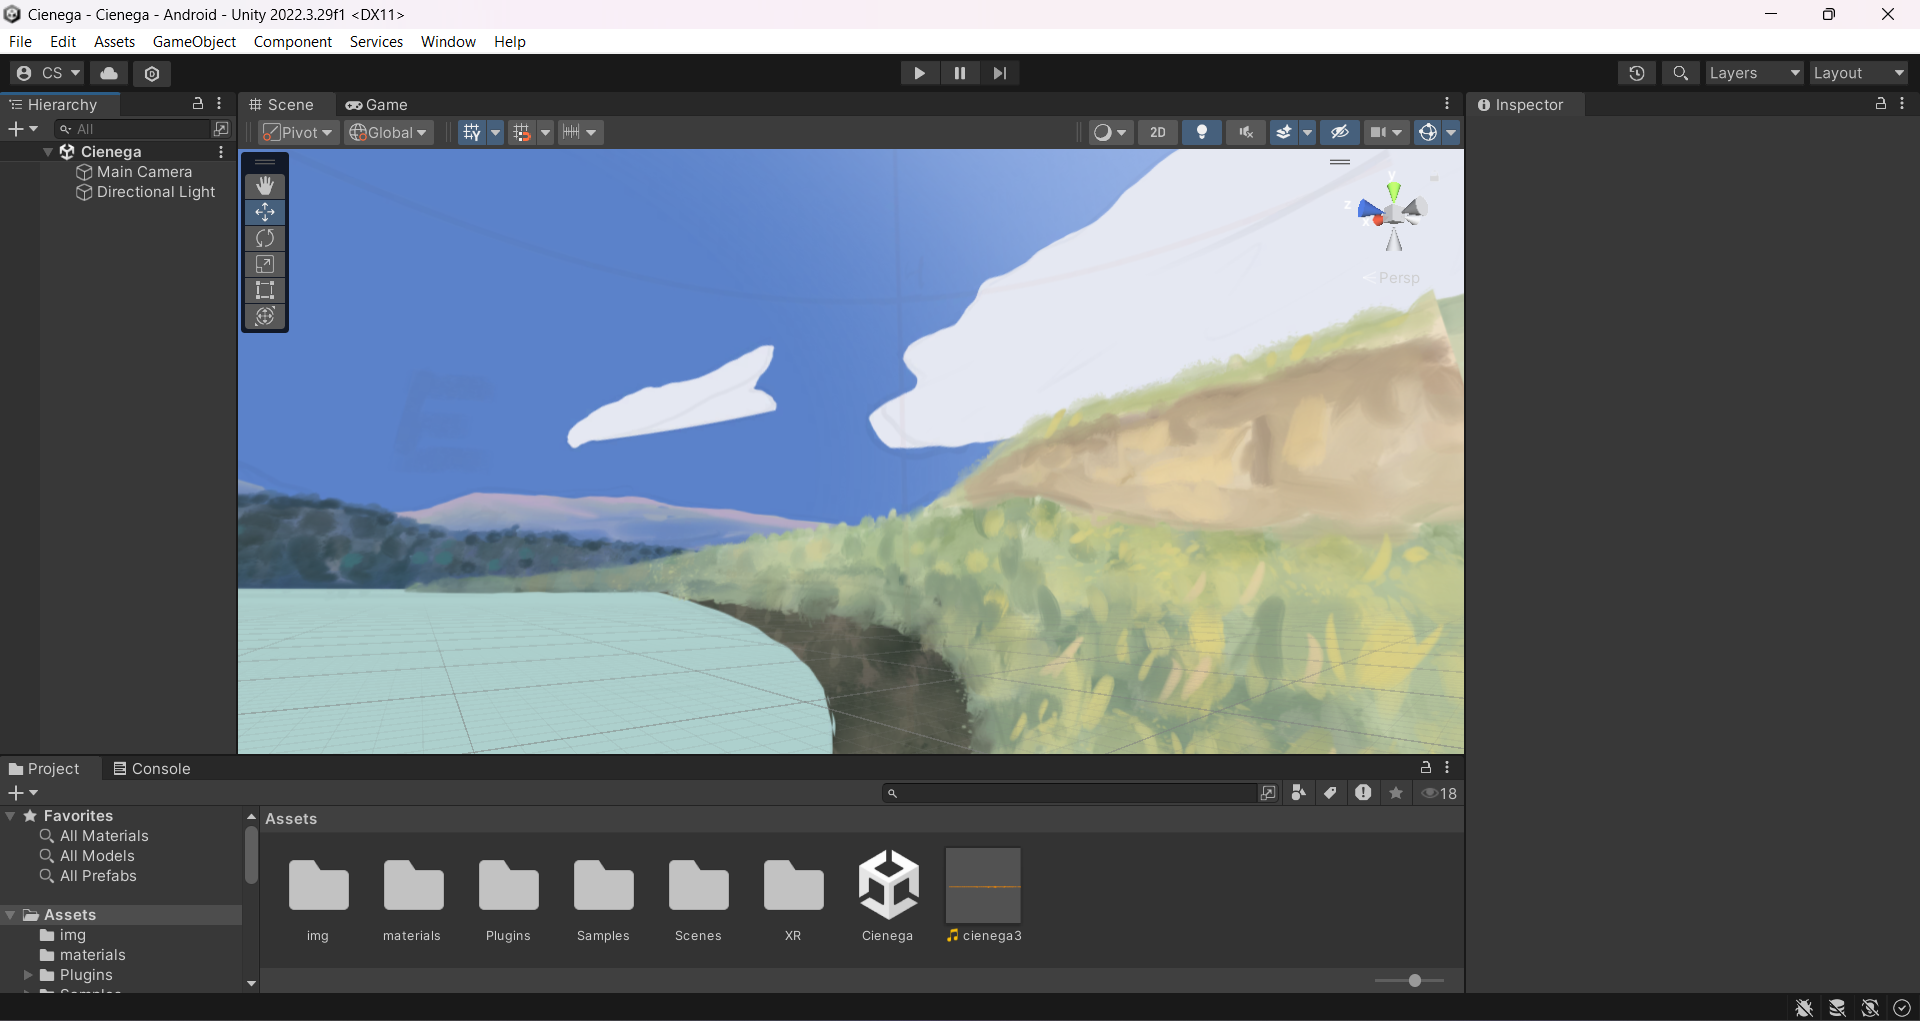 Cienega - Cienega - Android - Unity 2022.3.29f1 <DX11>
File Edit Assets GameObject Component Services Window Help
CS Layers Layout
Hierarchy Scene Game Inspector
All Pivot Global 2D
Cienega
Main Camera
Directional Light
y
z
x
Persp
E
Project Console
18
Favorites
All Materials
All Models
All Prefabs
Assets
img
materials
Plugins
Samples
Assets
img materials Plugins Samples Scenes XR Cienega cienega3